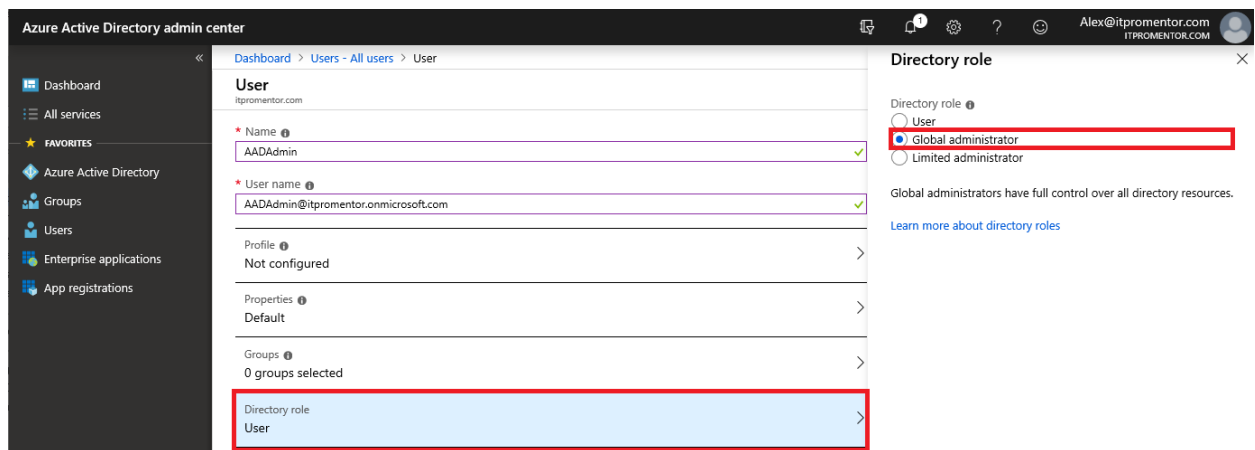 Azure Active Directory admin center
1
?
Alex@itpromentor.com
ITPROMENTOR.COM
«
Dashboard
All services
FAVORITES
Azure Active Directory
Groups
Users
Enterprise applications
App registrations
Dashboard > Users - All users > User
User
itpromentor.com
* Name
AADAdmin
* User name
AADAdmin@itpromentor.onmicrosoft.com
Profile
Not configured
Properties
Default
Groups
0 groups selected
Directory role
User
Directory role
Directory role
User
Global administrator
Limited administrator
Global administrators have full control over all directory resources.
Learn more about directory roles